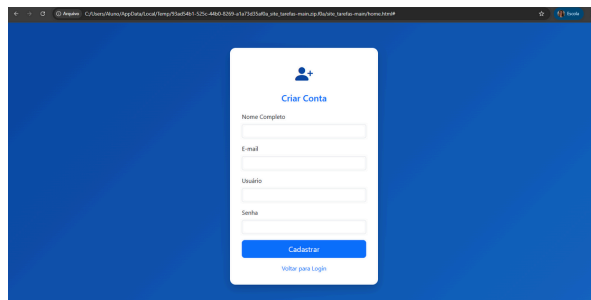 Arquivo C:/Users/Aluno/AppData/Local/Temp/93ad54b1-525c-44b0-8269-a1a73d35af0a_site_tarefas-main.zip.f0a/site_tarefas-main/home.html# Escola
Criar Conta
Nome Completo
E-mail
Usuário
Senha
Cadastrar
Voltar para Login